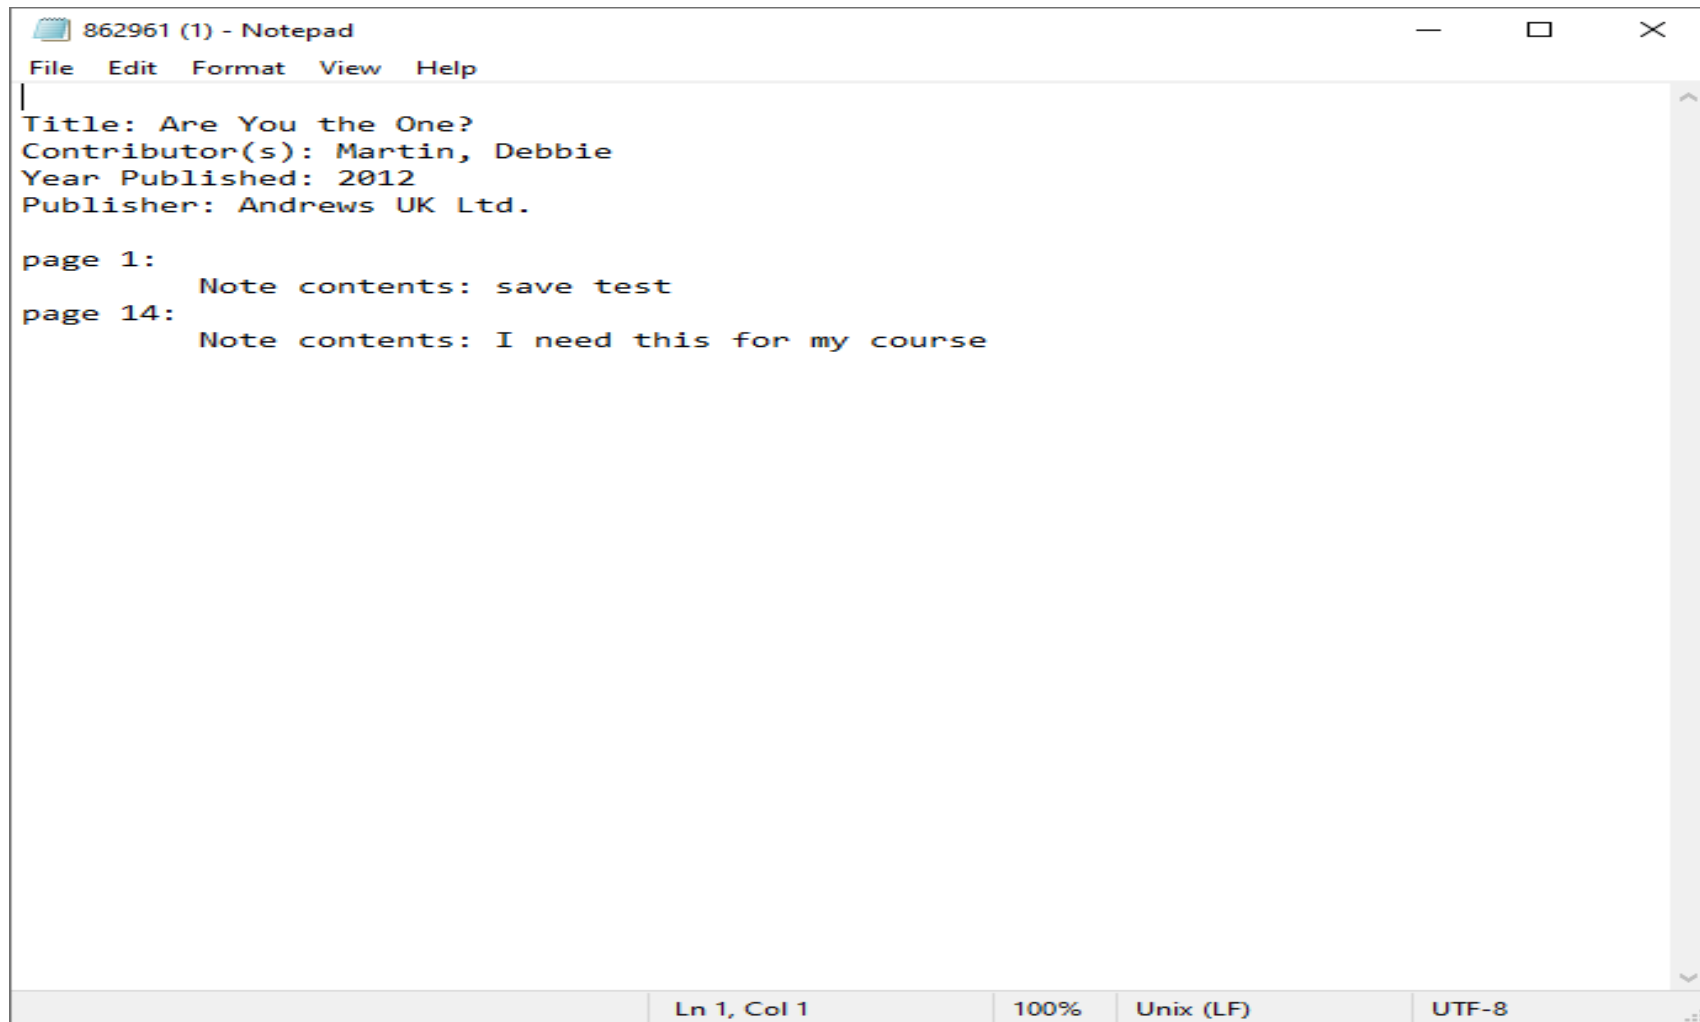 862961 (1) - Notepad
File Edit Format View Help
Title: Are You the One?
Contributor(s): Martin, Debbie
Year Published: 2012
Publisher: Andrews UK Ltd.
page 1:
Note contents: save test
page 14:
Note contents: I need this for my course
Ln 1, Col 1 100% Unix (LF) UTF-8